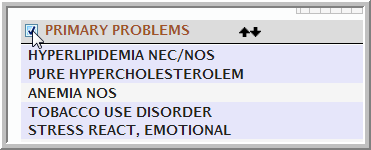 PRIMARY PROBLEMS
HYPERLIPIDEMIA NEC/NOS
PURE HYPERCHOLESTEROLEM
ANEMIA NOS
TOBACCO USE DISORDER
STRESS REACT, EMOTIONAL